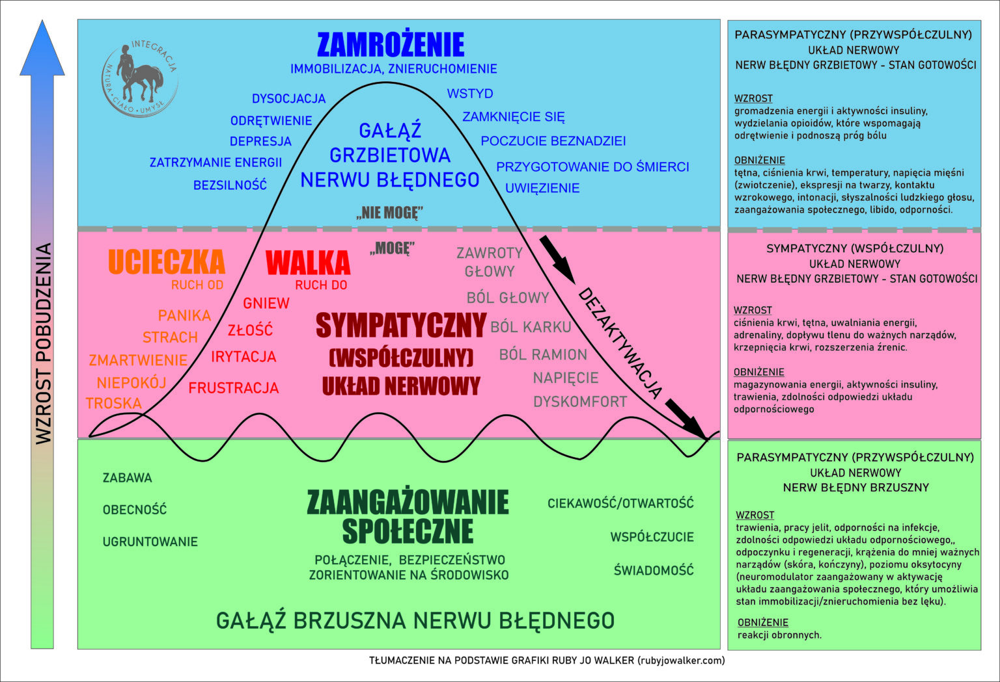 WZROST POBUDZENIA
INTEGRACJA
NATURA • CIAŁO • UMYSŁ
ZAMROŻENIE
IMMOBILIZACJA, ZNIERUCHOMIENIE
DYSOCJACJA
ODRĘTWIENIE
DEPRESJA
ZATRZYMANIE ENERGII
BEZSILNOŚĆ
WSTYD
ZAMKNIĘCIE SIĘ
POCZUCIE BEZNADZIEI
PRZYGOTOWANIE DO ŚMIERCI
UWIĘZIENIE
GAŁĄŹ
GRZBIETOWA
NERWU BŁĘDNEGO
„NIE MOGĘ”
„MOGĘ”
UCIECZKA
RUCH OD
PANIKA
STRACH
ZMARTWIENIE
NIEPOKÓJ
TROSKA
WALKA
RUCH DO
GNIEW
ZŁOŚĆ
IRYTACJA
FRUSTRACJA
SYMPATYCZNY
(WSPÓŁCZULNY)
UKŁAD NERWOWY
ZAWROTY
GŁOWY
BÓL GŁOWY
BÓL KARKU
BÓL RAMION
NAPIĘCIE
DYSKOMFORT
DEZAKTYWACJA
ZABAWA
OBECNOŚĆ
UGRUNTOWANIE
ZAANGAŻOWANIE
SPOŁECZNE
POŁĄCZENIE, BEZPIECZEŃSTWO
ZORIENTOWANIE NA ŚRODOWISKO
CIEKAWOŚĆ/OTWARTOŚĆ
WSPÓŁCZUCIE
ŚWIADOMOŚĆ
GAŁĄŹ BRZUSZNA NERWU BŁĘDNEGO
PARASYMPATYCZNY (PRZYWSPÓŁCZULNY)
UKŁAD NERWOWY
NERW BŁĘDNY GRZBIETOWY - STAN GOTOWOŚCI
WZROST
gromadzenia energii i aktywności insuliny,
wydzielania opioidów, które wspomagają
odrętwienie i podnoszą próg bólu
OBNIŻENIE
tętna, ciśnienia krwi, temperatury, napięcia mięśni
(zwiotczenie), ekspresji na twarzy, kontaktu
wzrokowego, intonacji, słyszalności ludzkiego głosu,
zaangażowania społecznego, libido, odporności.
SYMPATYCZNY (WSPÓŁCZULNY)
UKŁAD NERWOWY
NERW BŁĘDNY GRZBIETOWY - STAN GOTOWOŚCI
WZROST
ciśnienia krwi, tętna, uwalniania energii,
adrenaliny, dopływu tlenu do ważnych narządów,
krzepnięcia krwi, rozszerzenia źrenic.
OBNIŻENIE
magazynowania energii, aktywności insuliny,
trawienia, zdolności odpowiedzi układu
odpornościowego
PARASYMPATYCZNY (PRZYWSPÓŁCZULNY)
UKŁAD NERWOWY
NERW BŁĘDNY BRZUSZNY
WZROST
trawienia, pracy jelit, odporności na infekcje,
zdolności odpowiedzi układu odpornościowego,,
odpoczynku i regeneracji, krążenia do mniej ważnych
narządów (skóra, kończyny), poziomu oksytocyny
(neuromodulator zaangażowany w aktywację
układu zaangażowania społecznego, który umożliwia
stan immobilizacji/znieruchomienia bez lęku).
OBNIŻENIE
reakcji obronnych.
TŁUMACZENIE NA PODSTAWIE GRAFIKI RUBY JO WALKER (rubyjowalker.com)